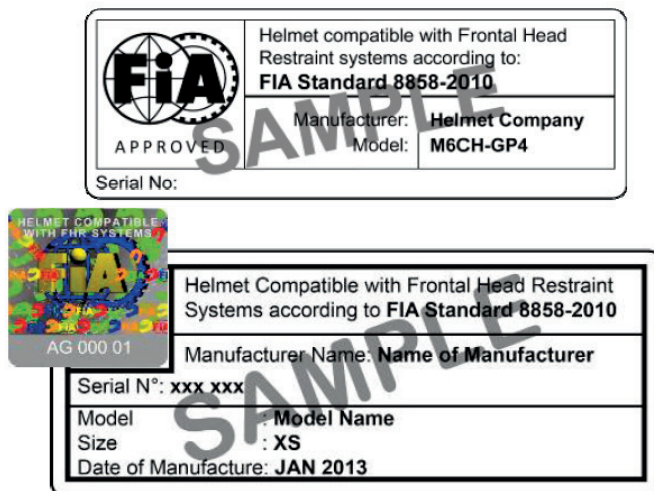 FiA
APPROVED
Helmet compatible with Frontal Head
Restraint systems according to:
FIA Standard 8858-2010
Manufacturer: Helmet Company
Model: M6CH-GP4
Serial No:
SAMPLE
HELMET COMPATIBLE
WITH FHR SYSTEMS
FiA
AG 000 01
Helmet Compatible with Frontal Head Restraint
Systems according to FIA Standard 8858-2010
Manufacturer Name: Name of Manufacturer
Serial N°: xxx xxx
Model : Model Name
Size : XS
Date of Manufacture: JAN 2013
SAMPLE